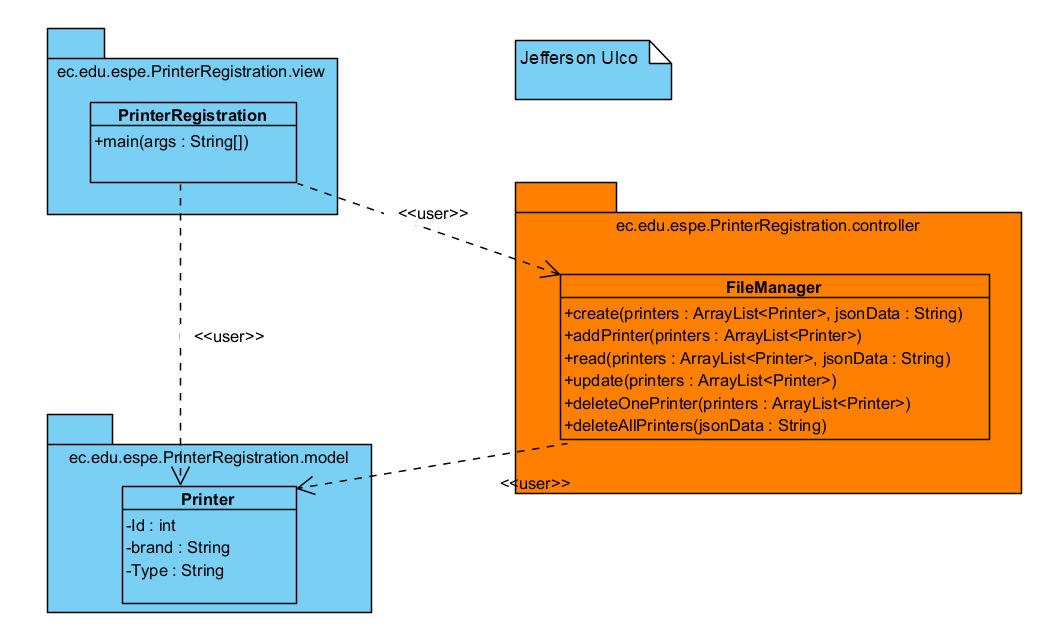 ec.edu.espe.PrinterRegistration.view
PrinterRegistration
+main(args : String[])
Jefferson Ulco
<<user>>
ec.edu.espe.PrinterRegistration.controller
FileManager
+create(printers : ArrayList<Printer>, jsonData : String)
+addPrinter(printers : ArrayList<Printer>)
+read(printers : ArrayList<Printer>, jsonData : String)
+update(printers : ArrayList<Printer>)
+deleteOnePrinter(printers : ArrayList<Printer>)
+deleteAllPrinters(jsonData : String)
<<user>>
ec.edu.espe.PrinterRegistration.model
Printer
-Id : int
-brand : String
-Type : String
<<user>>